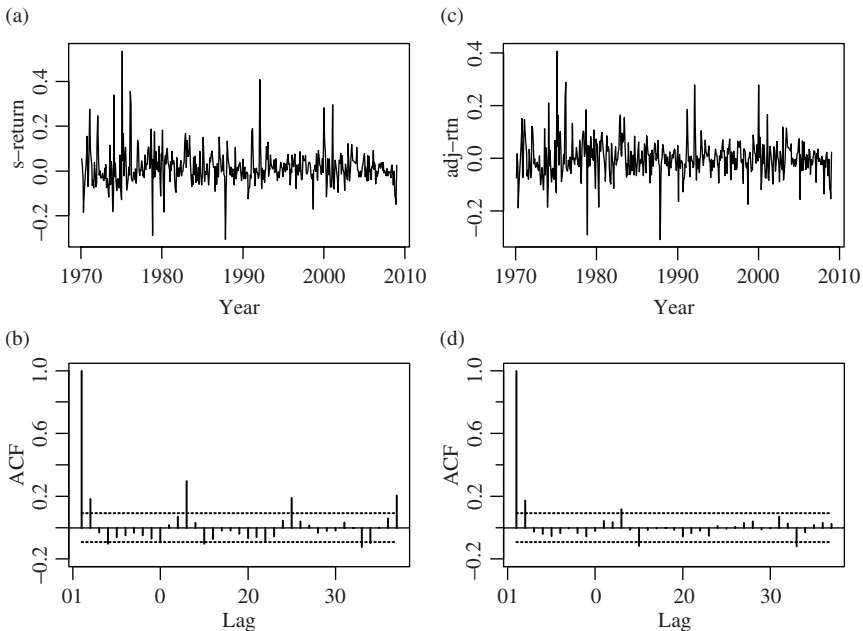 (a)
s−return
−0.2 0.0 0.2 0.4
1970 1980 1990 2000 2010
Year
(c)
adj−rtn
−0.2 0.0 0.2 0.4
1970 1980 1990 2000 2010
Year
(b)
ACF
−0.2 0.2 0.6 1.0
01 0 20 30
Lag
(d)
ACF
−0.2 0.2 0.6 1.0
01 0 20 30
Lag